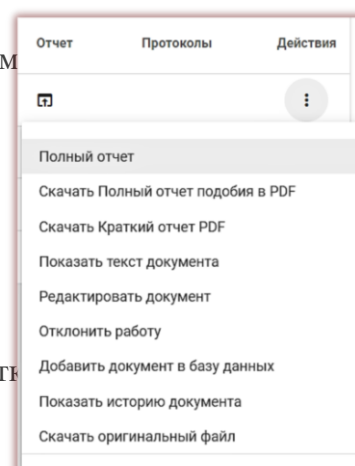 Отчет Протоколы Действия
Полный отчет
Скачать Полный отчет подобия в PDF
Скачать Краткий отчет PDF
Показать текст документа
Редактировать документ
Отклонить работу
Добавить документ в базу данных
Показать историю документа
Скачать оригинальный файл